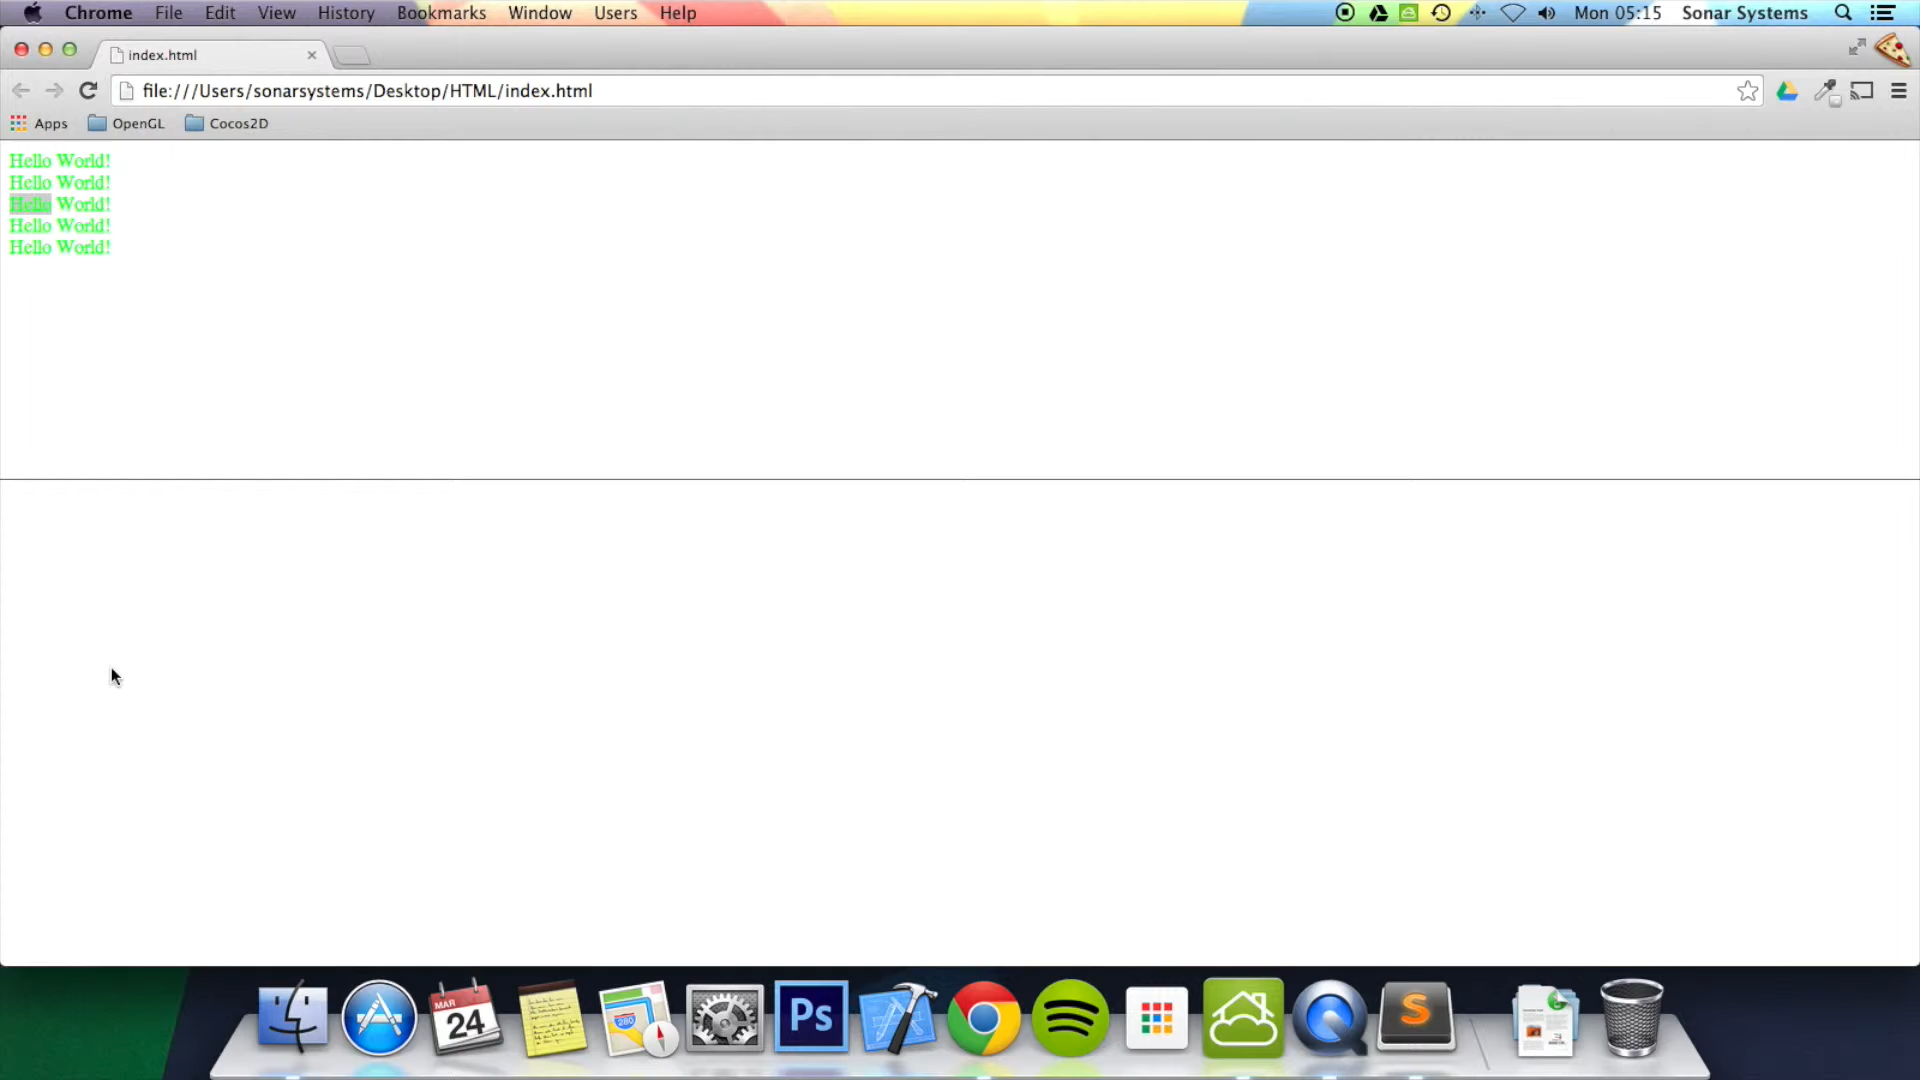 Chrome File Edit View History Bookmarks Window Users Help Mon 05:15 Sonar Systems
index.html
file:///Users/sonarsystems/Desktop/HTML/index.html
Apps OpenGL Cocos2D
Hello World!
Hello World!
Hello World!
Hello World!
Hello World!
MAR
24
280
Ps
S